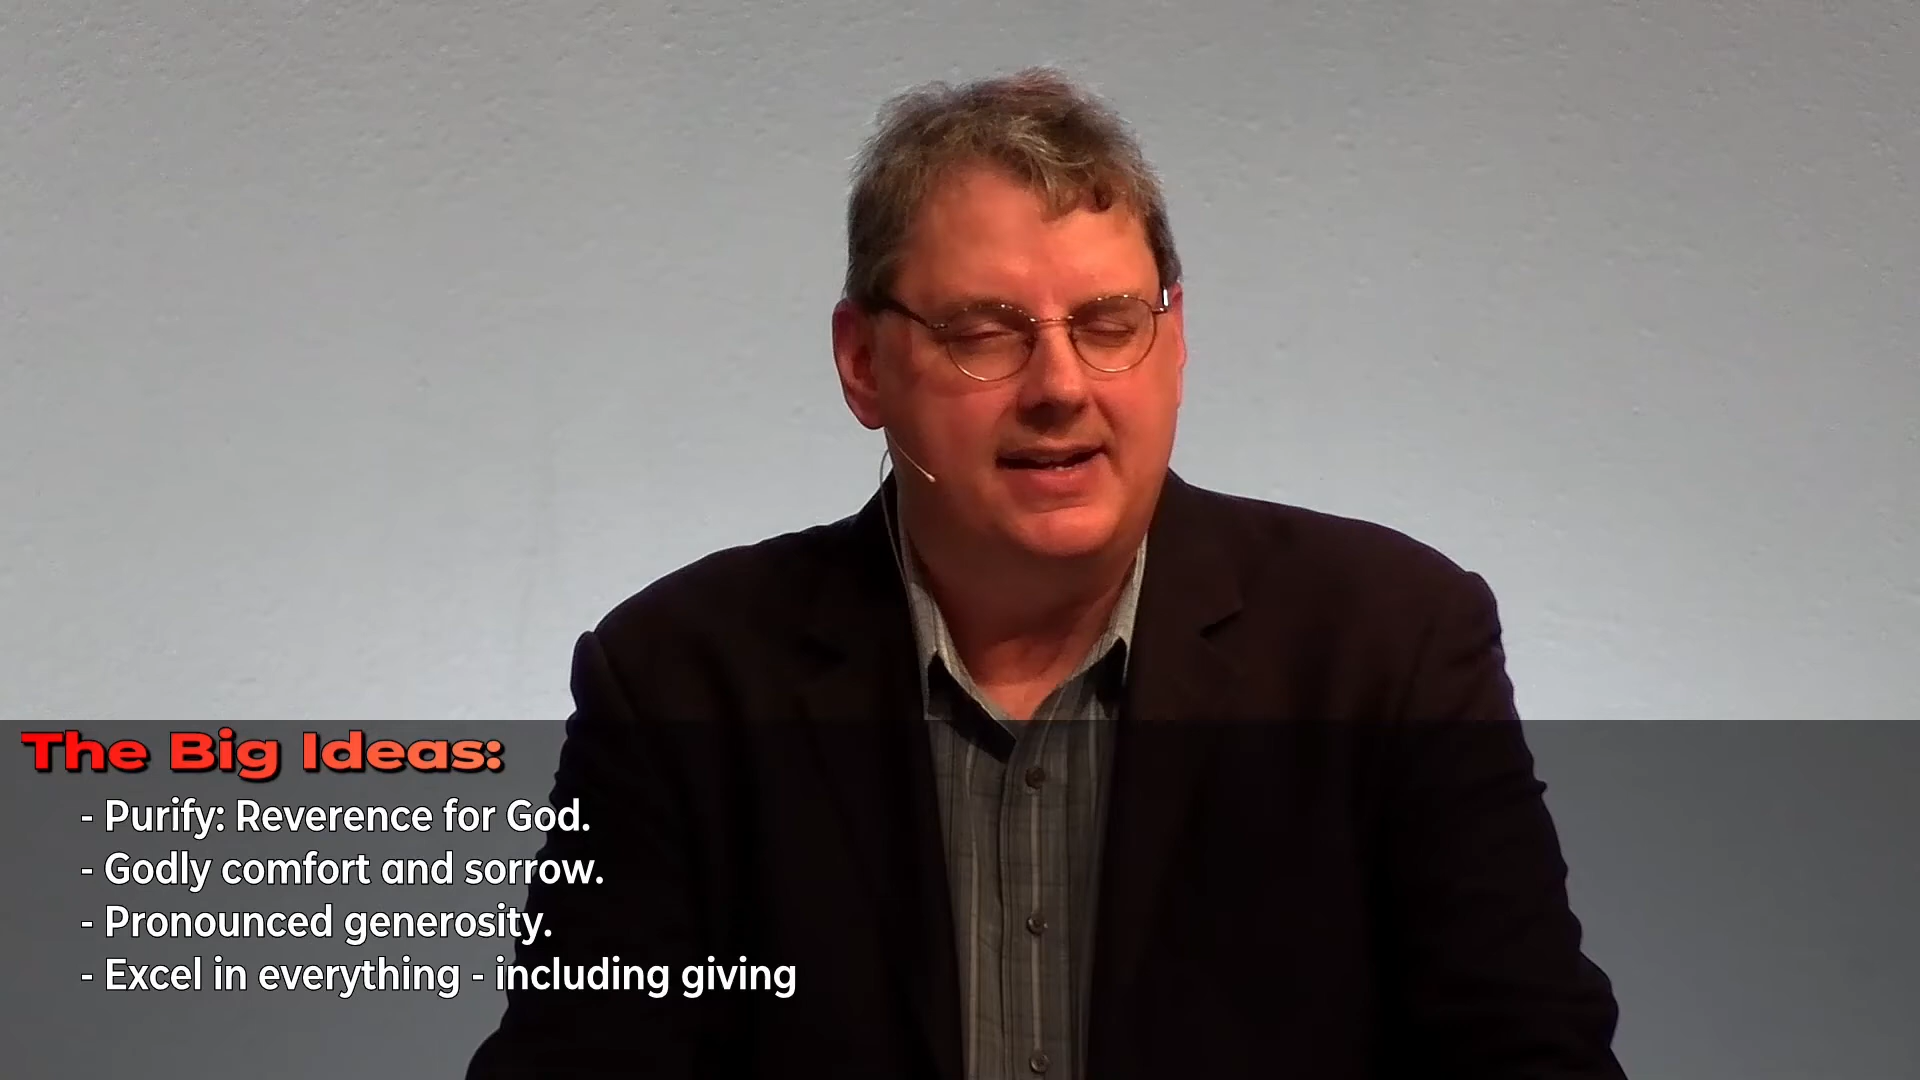 The Big Ideas:
- Purify: Reverence for God.
- Godly comfort and sorrow.
- Pronounced generosity.
- Excel in everything - including giving